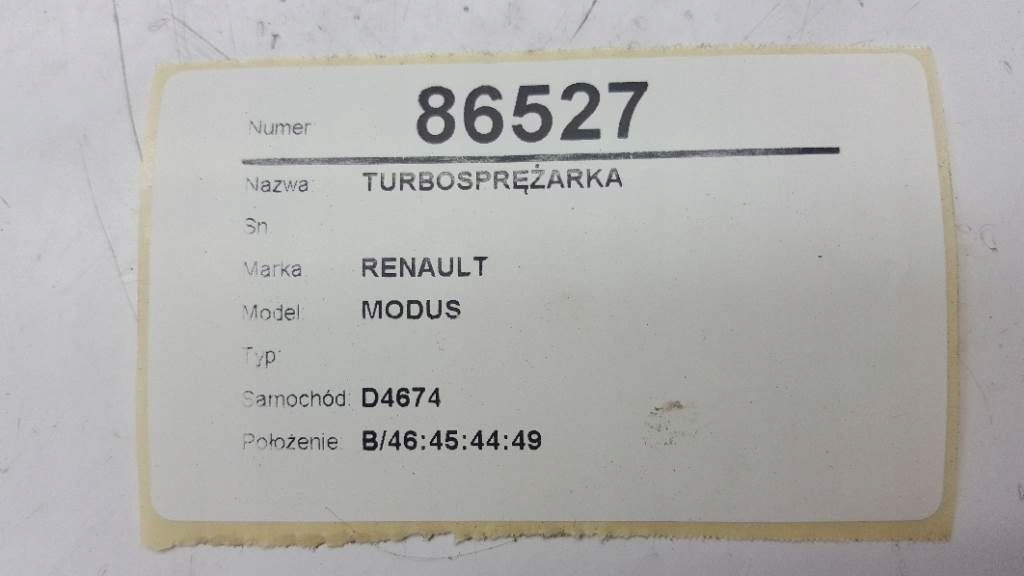 Numer: 86527
Nazwa: TURBOSPRĘŻARKA
Sn
Marka: RENAULT
Model: MODUS
Typ:
Samochód: D4674
Położenie: B/46:45:44:49